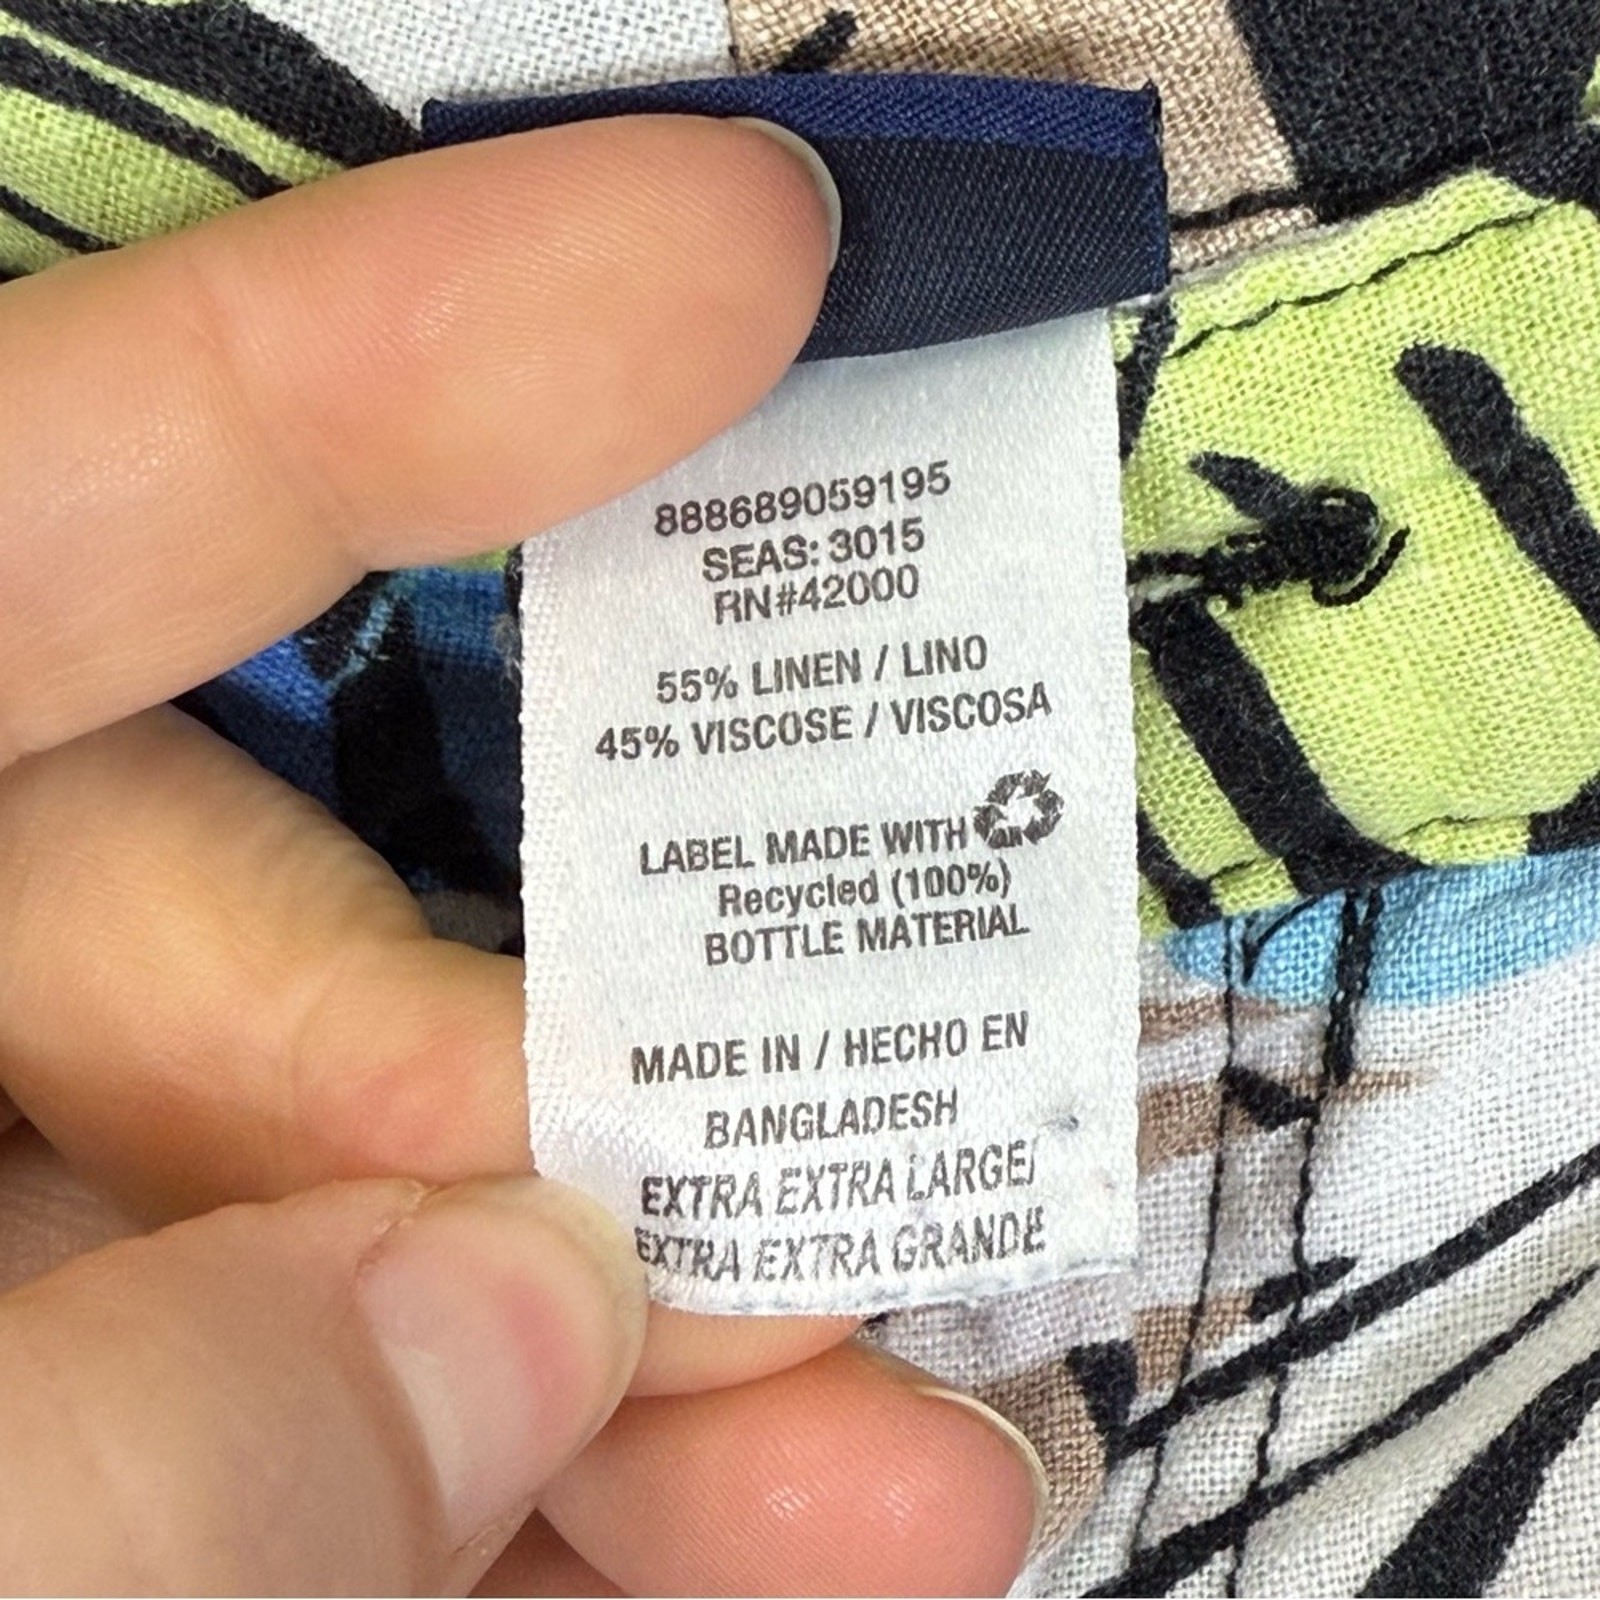 888689059195
SEAS: 3015
RN#42000
55% LINEN / LINO
45% VISCOSE / VISCOSA
LABEL MADE WITH
Recycled (100%)
BOTTLE MATERIAL
MADE IN / HECHO EN
BANGLADESH
EXTRA EXTRA LARGE/
EXTRA EXTRA GRANDE